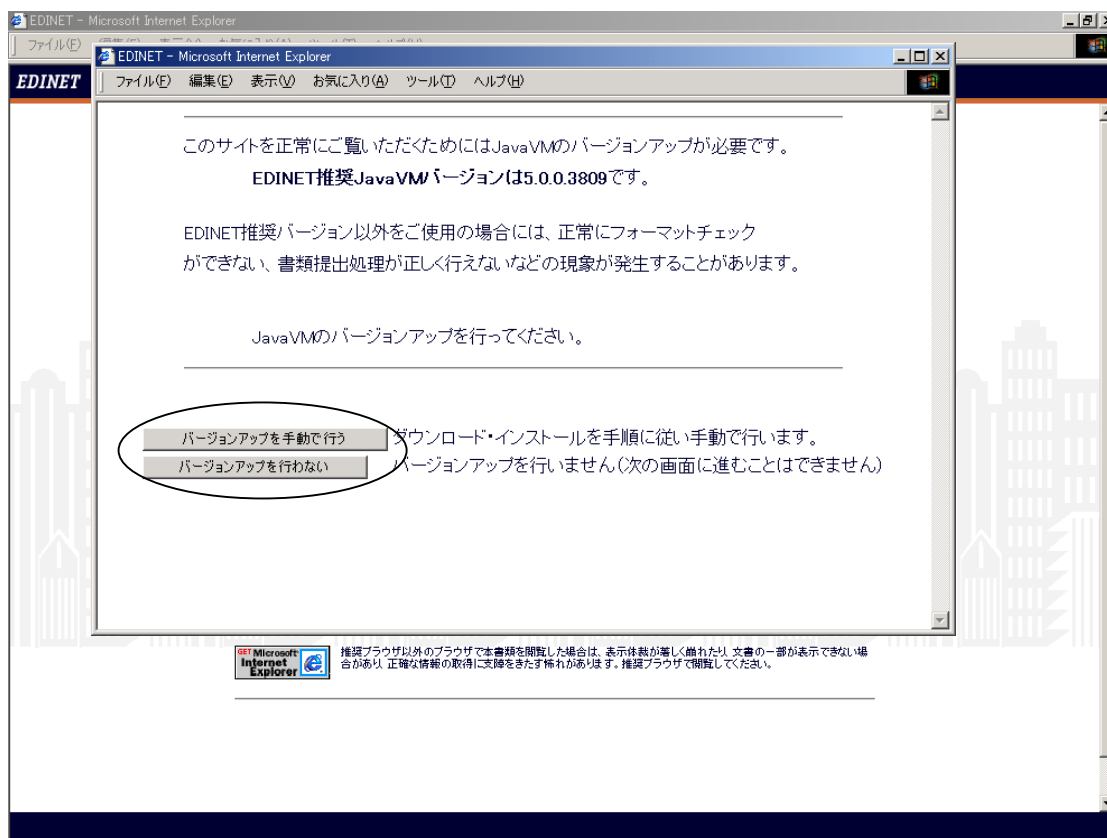 EDINET - Microsoft Internet Explorer
ファイル(F)
EDINET
EDINET - Microsoft Internet Explorer
ファイル(F) 編集(E) 表示(V) お気に入り(A) ツール(T) ヘルプ(H)
このサイトを正常にご覧いただくためにはJavaVMのバージョンアップが必要です。
EDINET推奨JavaVMバージョンは5.0.0.3809です。
EDINET推奨バージョン以外をご使用の場合には、正常にフォーマットチェック
ができない、書類提出処理が正しく行えないなどの現象が発生することがあります。
JavaVMのバージョンアップを行ってください。
バージョンアップを手動で行う ダウンロード・インストールを手順に従い手動で行います。
バージョンアップを行わない バージョンアップを行いません(次の画面に進むことはできません)
GET Microsoft
Internet
Explorer
推奨ブラウザ以外のブラウザで本書類を閲覧した場合は、表示体裁が著しく崩れたり、文書の一部が表示できない場
合があり、正確な情報の取得に支障をきたす怖れがあります。推奨ブラウザで閲覧してください。